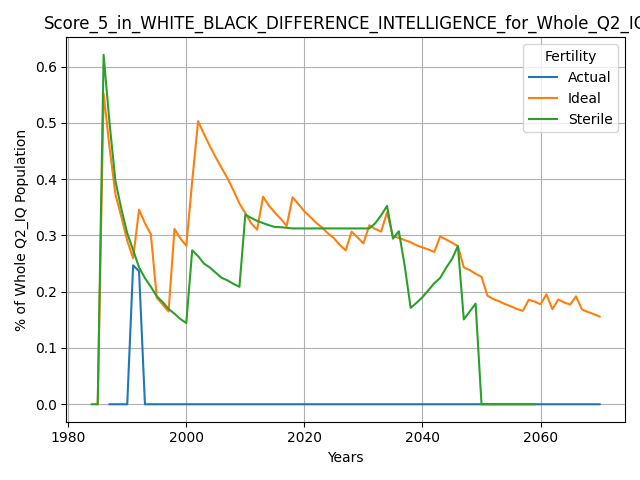 Score_5_in_WHITE_BLACK_DIFFERENCE_INTELLIGENCE_for_Whole_Q2_IQ
Fertility
Actual
Ideal
Sterile
% of Whole Q2_IQ Population
0.6
0.5
0.4
0.3
0.2
0.1
0.0
1980 2000 2020 2040 2060
Years